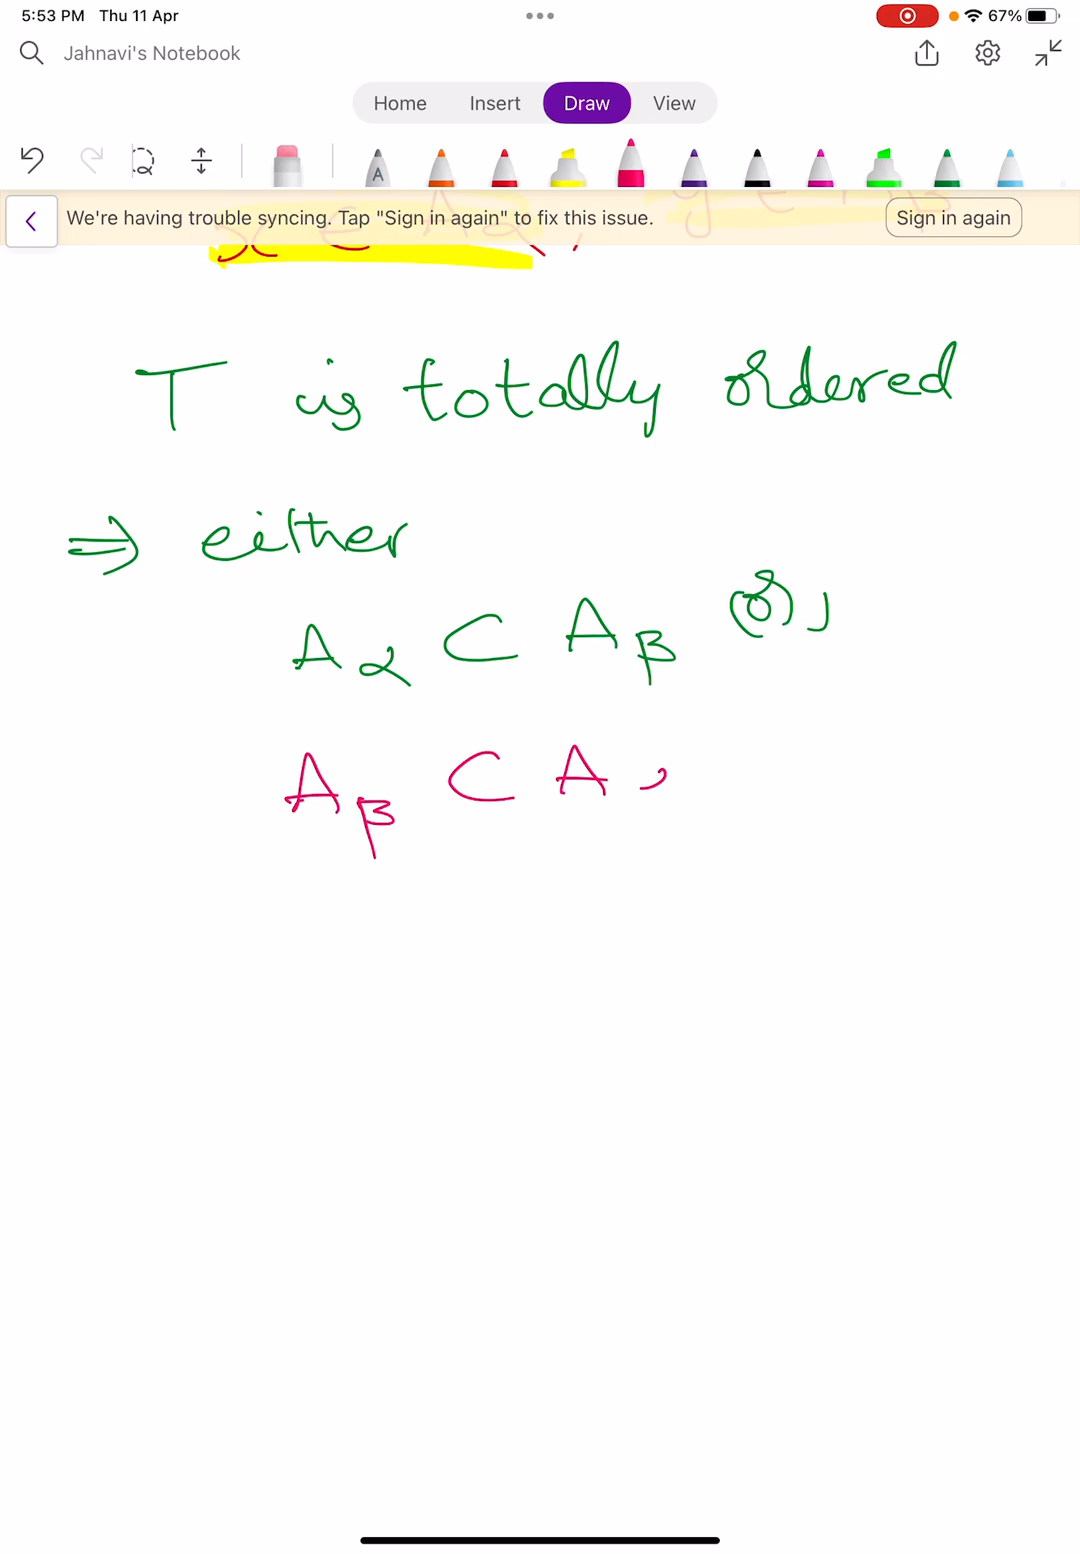 5:53 PM Thu 11 Apr
67%
Jahnavi's Notebook
Home Insert Draw View
A
We're having trouble syncing. Tap "Sign in again" to fix this issue.
Sign in again
x ∈ Aα, y ∈ Aβ
T is totally ordered
⇒ either
Aα ⊂ Aβ (or)
Aβ ⊂ A